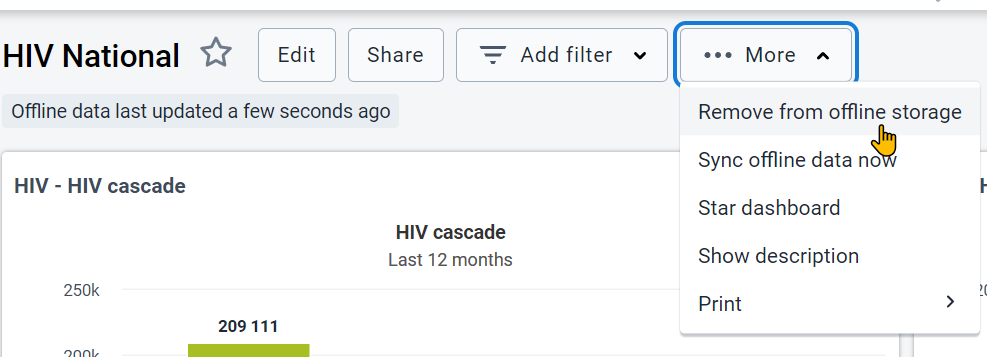 HIV National
Edit
Share
Add filter
More
Offline data last updated a few seconds ago
Remove from offline storage
Sync offline data now
Star dashboard
Show description
Print
HIV - HIV cascade
HIV cascade
Last 12 months
250k
209 111
200k